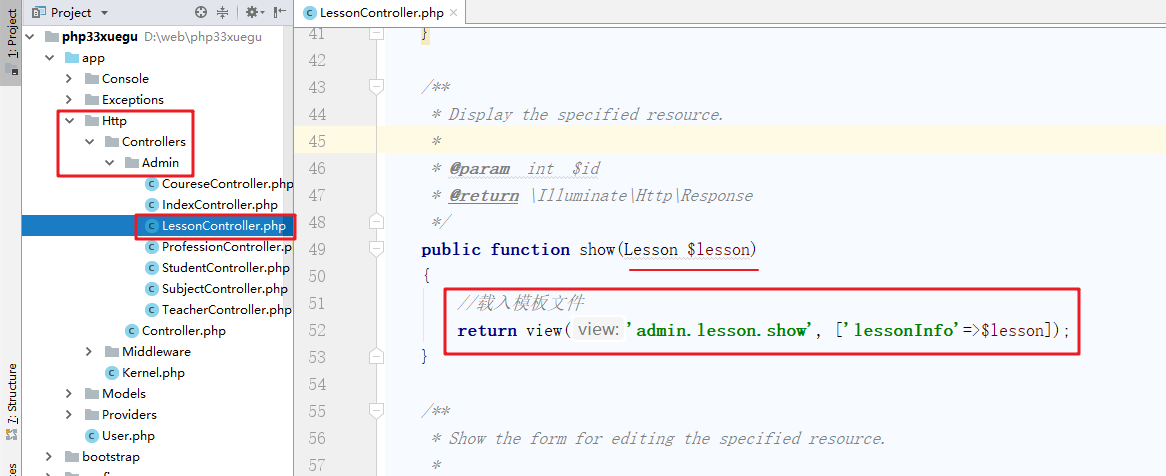 1: Project
Project
php33xuegu D:\web\php33xuegu
app
Console
Exceptions
Http
Controllers
Admin
CoureseController.php
IndexController.php
LessonController.php
ProfessionController.p
StudentController.php
SubjectController.php
TeacherController.php
Controller.php
Middleware
Kernel.php
Models
Providers
User.php
bootstrap
7: Structure
LessonController.php
41 }
42
43 /**
44 * Display the specified resource.
45 *
46 * @param int $id
47 * @return \Illuminate\Http\Response
48 */
49 public function show(Lesson $lesson)
50 {
51 //载入模板文件
52 return view( view: 'admin.lesson.show', ['lessonInfo'=>$lesson]);
53 }
54
55 /**
56 * Show the form for editing the specified resource.
57 *